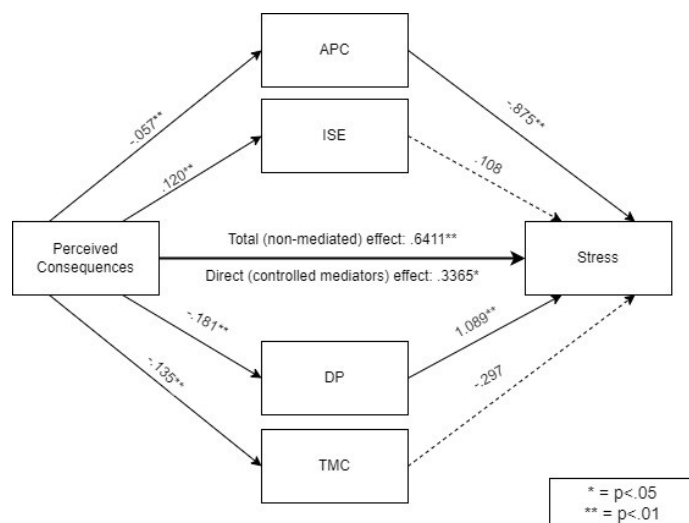 APC
-.057**
-.875**
ISE
.120**
.108
Perceived
Consequences
Total (non-mediated) effect: .6411**
Direct (controlled mediators) effect: .3365*
Stress
-.181**
1.089**
DP
-.135**
-.297
TMC
* = p<.05
** = p<.01